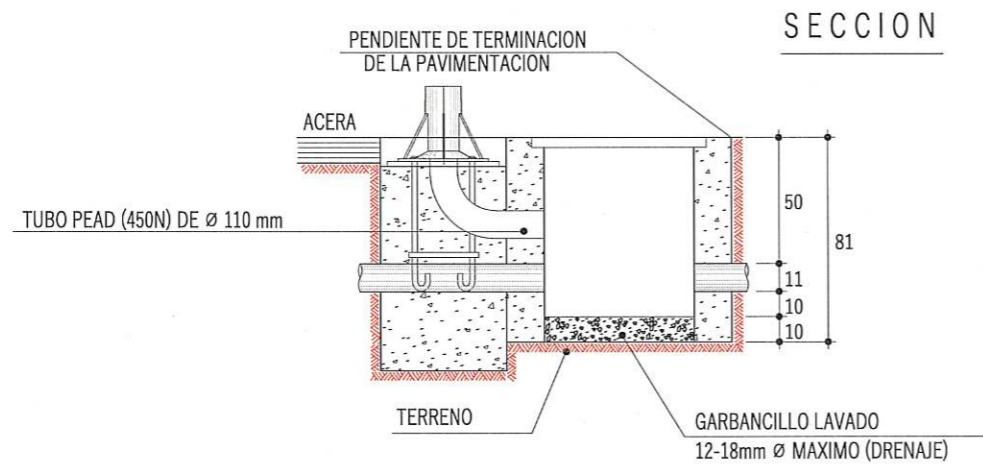 SECCION
PENDIENTE DE TERMINACION
DE LA PAVIMENTACION
ACERA
TUBO PEAD (450N) DE Ø 110 mm
50
81
11
10
10
TERRENO
GARBANCILLO LAVADO
12-18mm Ø MAXIMO (DRENAJE)